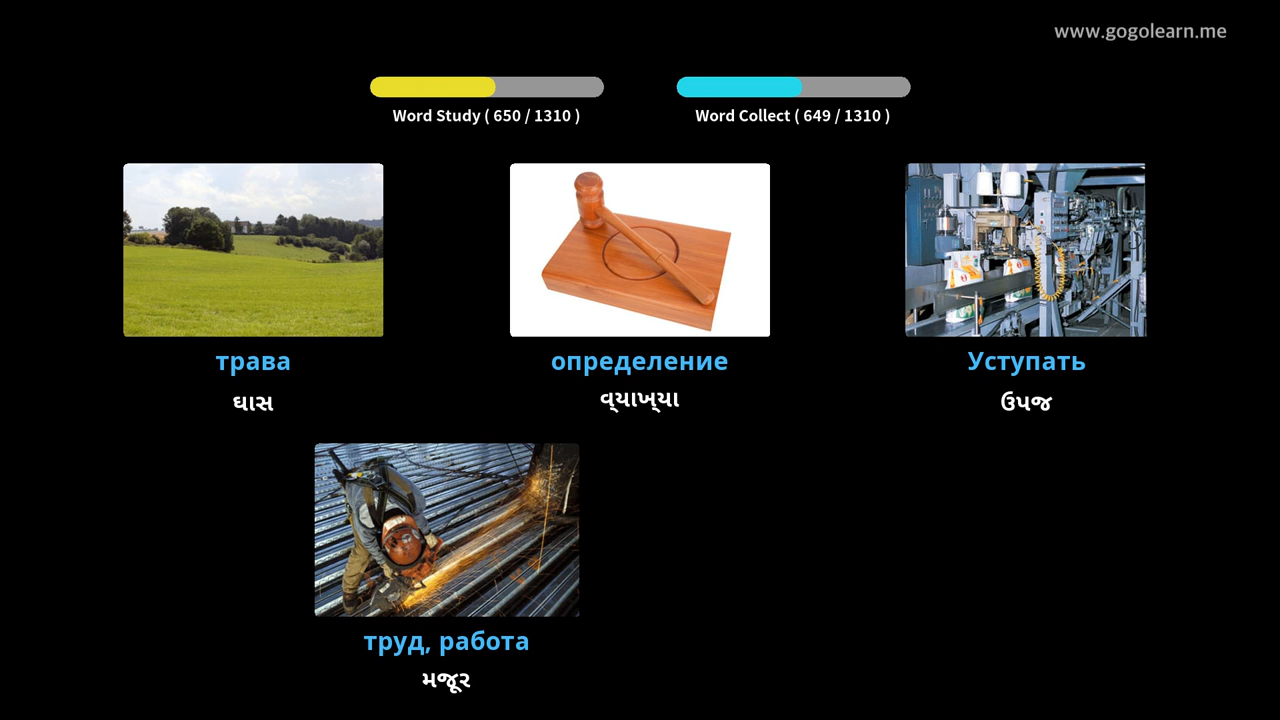 www.gogolearn.me
Word Study ( 650 / 1310 )
Word Collect ( 649 / 1310 )
трава
ઘાસ
определение
વ્યાખ્યા
Уступать
ઉપજ
труд, работа
મજૂર